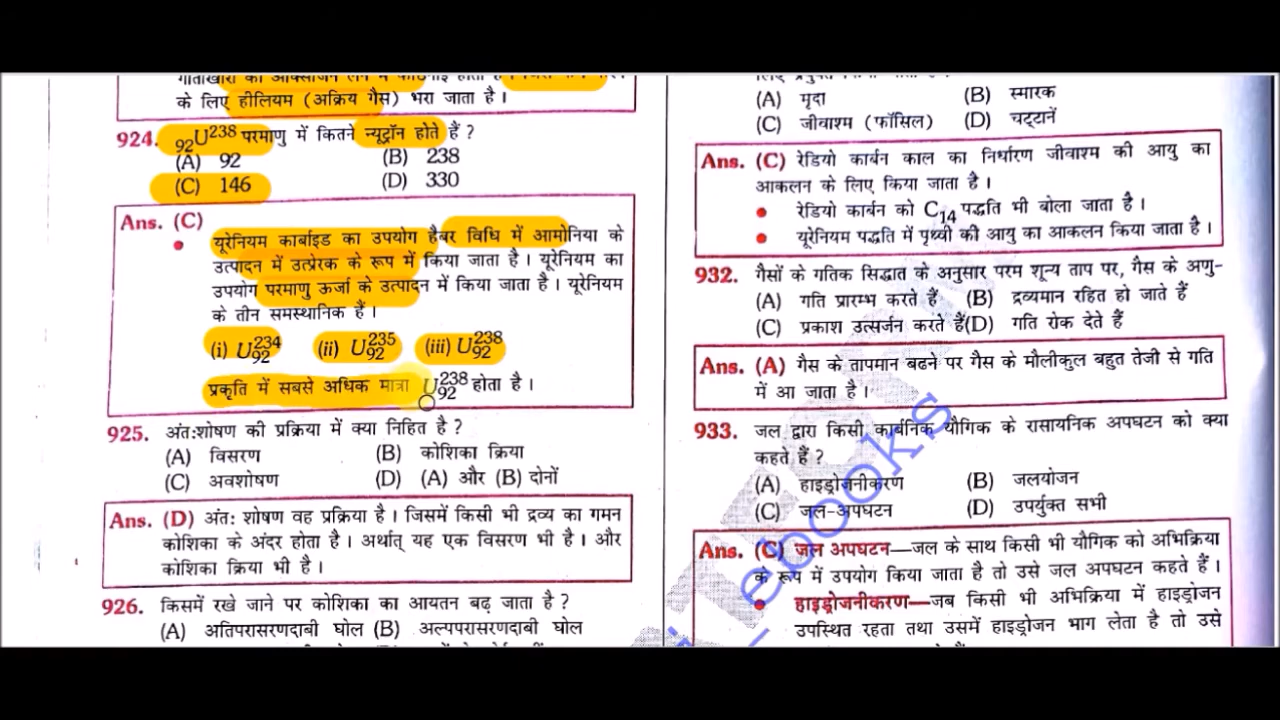 के लिए हीलियम (अक्रिय गैस) भरा जाता है।
924. ₉₂U²³⁸ परमाणु में कितने न्यूट्रॉन होते हैं ?
(A) 92 (B) 238
(C) 146 (D) 330
Ans. (C)
• यूरेनियम कार्बाइड का उपयोग हैबर विधि में आमोनिया के
उत्पादन में उत्प्रेरक के रूप में किया जाता है। यूरेनियम का
उपयोग परमाणु ऊर्जा के उत्पादन में किया जाता है। यूरेनियम
के तीन समस्थानिक हैं।
(i) U₉₂²³⁴ (ii) U₉₂²³⁵ (iii) U₉₂²³⁸
प्रकृति में सबसे अधिक मात्रा U₉₂²³⁸ होता है।
925. अंत:शोषण की प्रक्रिया में क्या निहित है ?
(A) विसरण (B) कोशिका क्रिया
(C) अवशोषण (D) (A) और (B) दोनों
Ans. (D) अंत: शोषण वह प्रक्रिया है। जिसमें किसी भी द्रव्य का गमन
कोशिका के अंदर होता है। अर्थात् यह एक विसरण भी है। और
कोशिका क्रिया भी है।
926. किसमें रखे जाने पर कोशिका का आयतन बढ़ जाता है ?
(A) अतिपरासरणदाबी घोल (B) अल्पपरासरणदाबी घोल
(A) मृदा (B) स्मारक
(C) जीवाश्म (फॉसिल) (D) चट्टानें
Ans. (C) रेडियो कार्बन काल का निर्धारण जीवाश्म की आयु का
आकलन के लिए किया जाता है।
• रेडियो कार्बन को C₁₄ पद्धति भी बोला जाता है।
• यूरेनियम पद्धति में पृथ्वी की आयु का आकलन किया जाता है।
932. गैसों के गतिक सिद्धात के अनुसार परम शून्य ताप पर, गैस के अणु-
(A) गति प्रारम्भ करते हैं (B) द्रव्यमान रहित हो जाते हैं
(C) प्रकाश उत्सर्जन करते हैं(D) गति रोक देते हैं
Ans. (A) गैस के तापमान बढने पर गैस के मौलीकुल बहुत तेजी से गति
में आ जाता है।
933. जल द्वारा किसी कार्बनिक यौगिक के रासायनिक अपघटन को क्या
कहते हैं ?
(A) हाइड्रोजनीकरण (B) जलयोजन
(C) जल-अपघटन (D) उपर्युक्त सभी
Ans. (C) जल अपघटन—जल के साथ किसी भी यौगिक को अभिक्रिया
के रूप में उपयोग किया जाता है तो उसे जल अपघटन कहते हैं।
• हाइड्रोजनीकरण—जब किसी भी अभिक्रिया में हाइड्रोजन
उपस्थित रहता तथा उसमें हाइड्रोजन भाग लेता है तो उसे